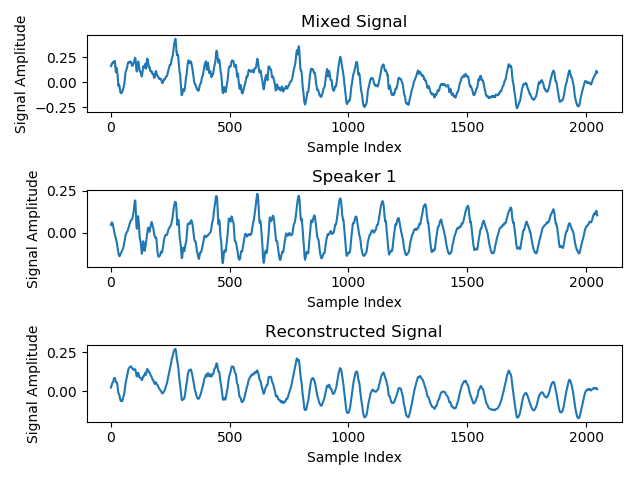 Mixed Signal
Signal Amplitude
0.25
0.00
−0.25
0
500
1000
1500
2000
Sample Index
Speaker 1
Signal Amplitude
0.25
0.00
0
500
1000
1500
2000
Sample Index
Reconstructed Signal
Signal Amplitude
0.25
0.00
0
500
1000
1500
2000
Sample Index